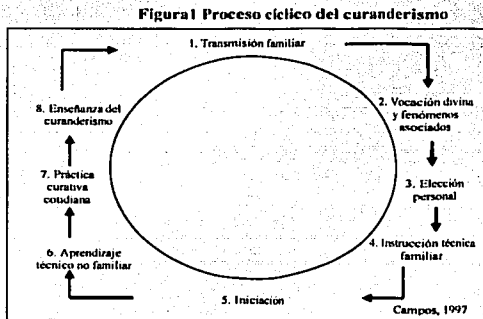 Figura1 Proceso cíclico del curanderismo
1. Transmisión familiar
2. Vocación divina
y fenómenos
asociados
3. Elección
personal
4. Instrucción técnica
familiar
5. Iniciación
6. Aprendizaje
técnico no familiar
7. Práctica
curativa
cotidiana
8. Enseñanza del
curanderismo
Campos, 1997